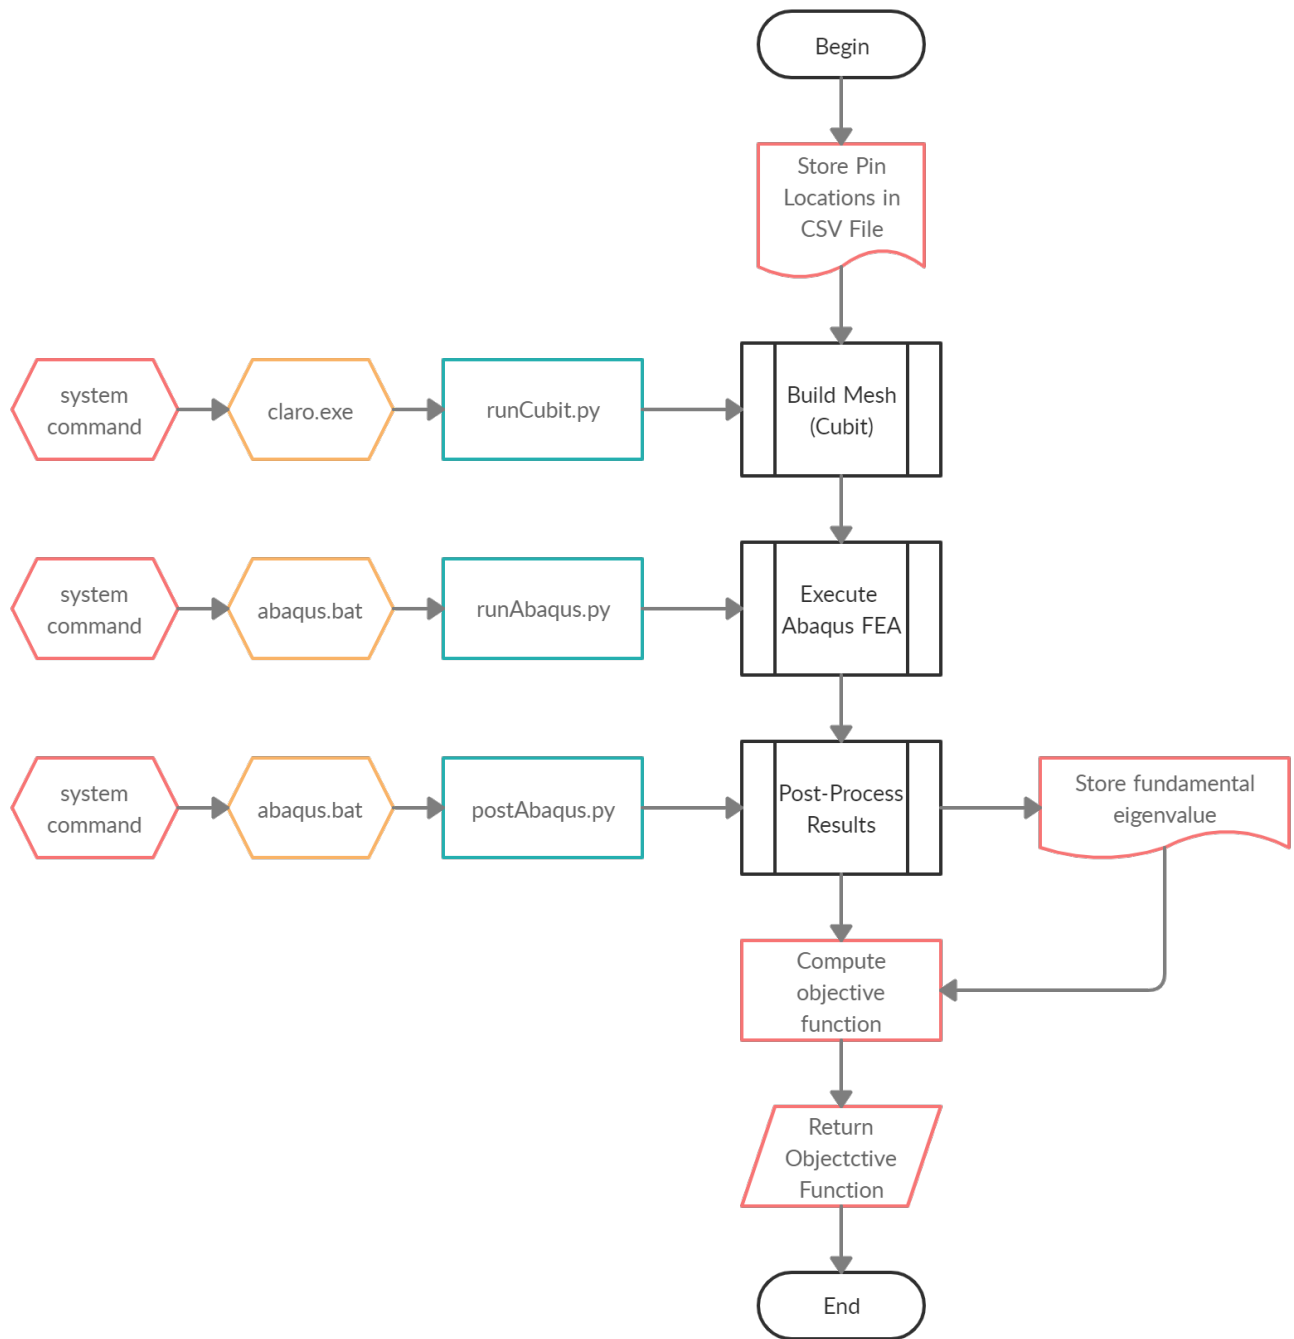 Begin
Store Pin
Locations in
CSV File
system
command
claro.exe
runCubit.py
Build Mesh
(Cubit)
system
command
abaqus.bat
runAbaqus.py
Execute
Abaqus FEA
system
command
abaqus.bat
postAbaqus.py
Post-Process
Results
Store fundamental
eigenvalue
Compute
objective
function
Return
Objectctive
Function
End